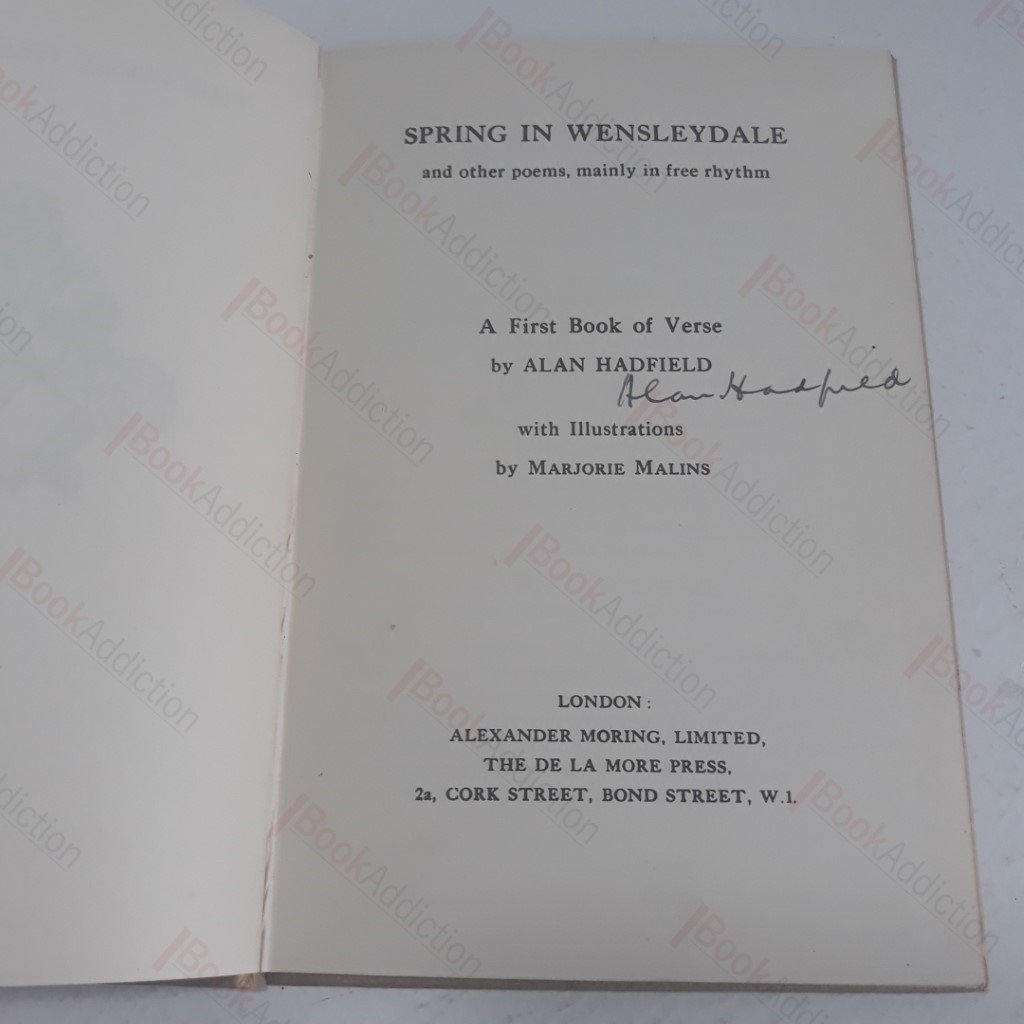 SPRING IN WENSLEYDALE
and other poems, mainly in free rhythm
A First Book of Verse
by ALAN HADFIELD
Alan Hadfield
with Illustrations
by MARJORIE MALINS
LONDON:
ALEXANDER MORING, LIMITED,
THE DE LA MORE PRESS,
2a, CORK STREET, BOND STREET, W.1.
BookAddiction